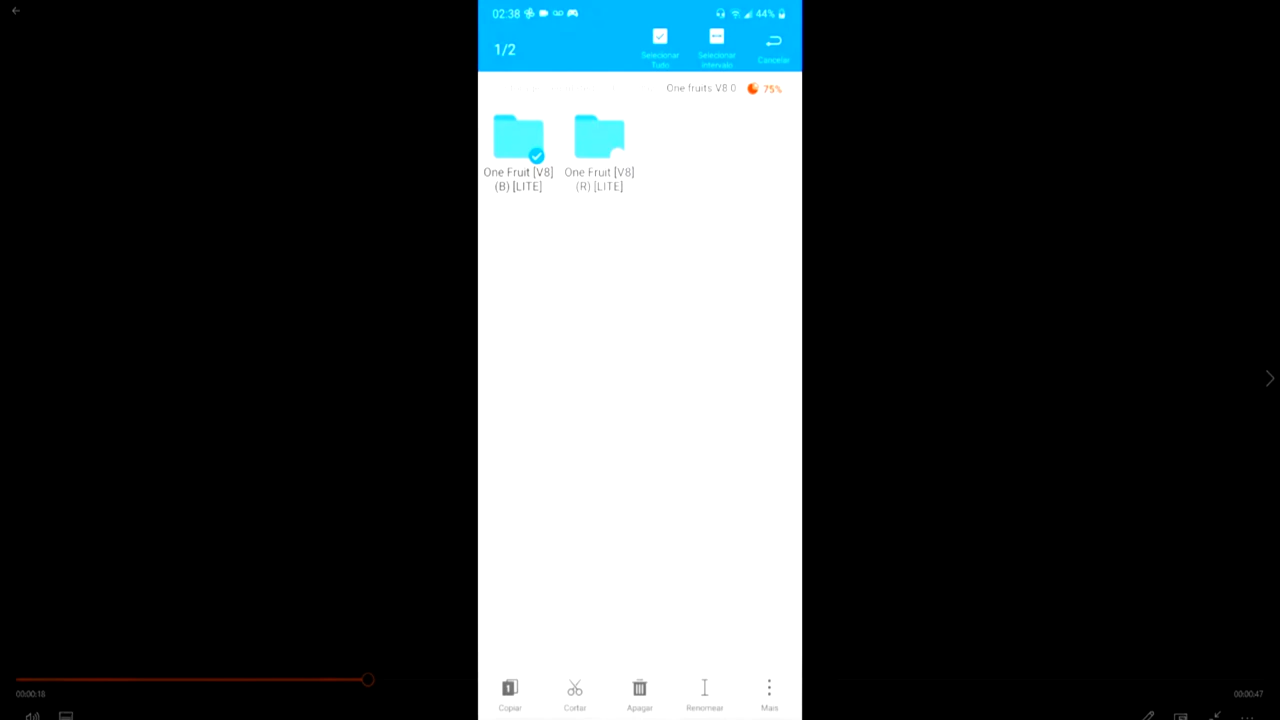 02:38 44%
1/2
Selecionar Tudo
Selecionar Intervalo
Cancelar
One fruits V8 0 75%
One Fruit [V8] (B) [LITE]
One Fruit [V8] (R) [LITE]
Copiar Cortar Apagar Renomear Mais
00:00:18 00:00:47